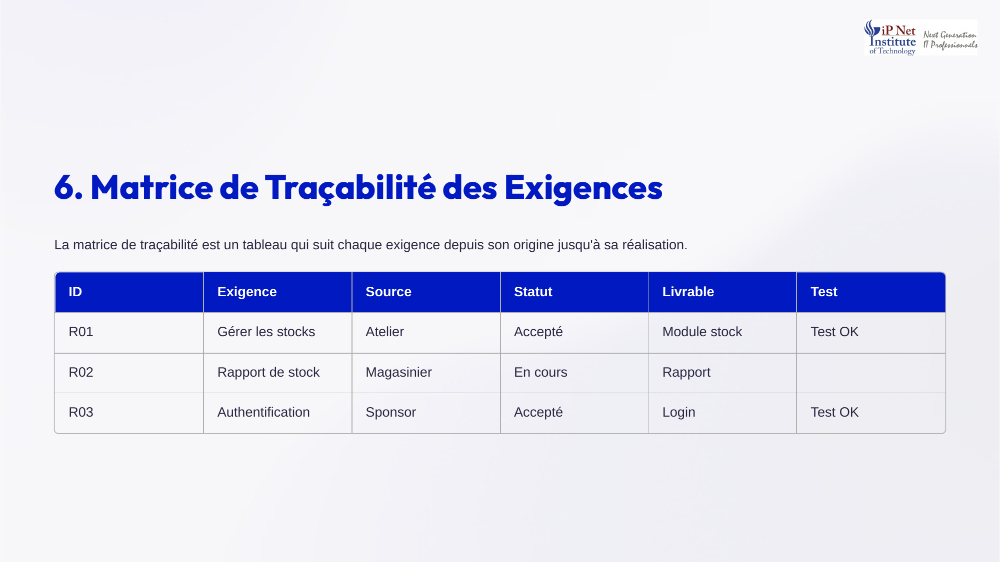 iP Net
Institute
of Technology
Next Generation
IT Professionnels
6. Matrice de Traçabilité des Exigences
La matrice de traçabilité est un tableau qui suit chaque exigence depuis son origine jusqu'à sa réalisation.
ID Exigence Source Statut Livrable Test
R01 Gérer les stocks Atelier Accepté Module stock Test OK
R02 Rapport de stock Magasinier En cours Rapport
R03 Authentification Sponsor Accepté Login Test OK